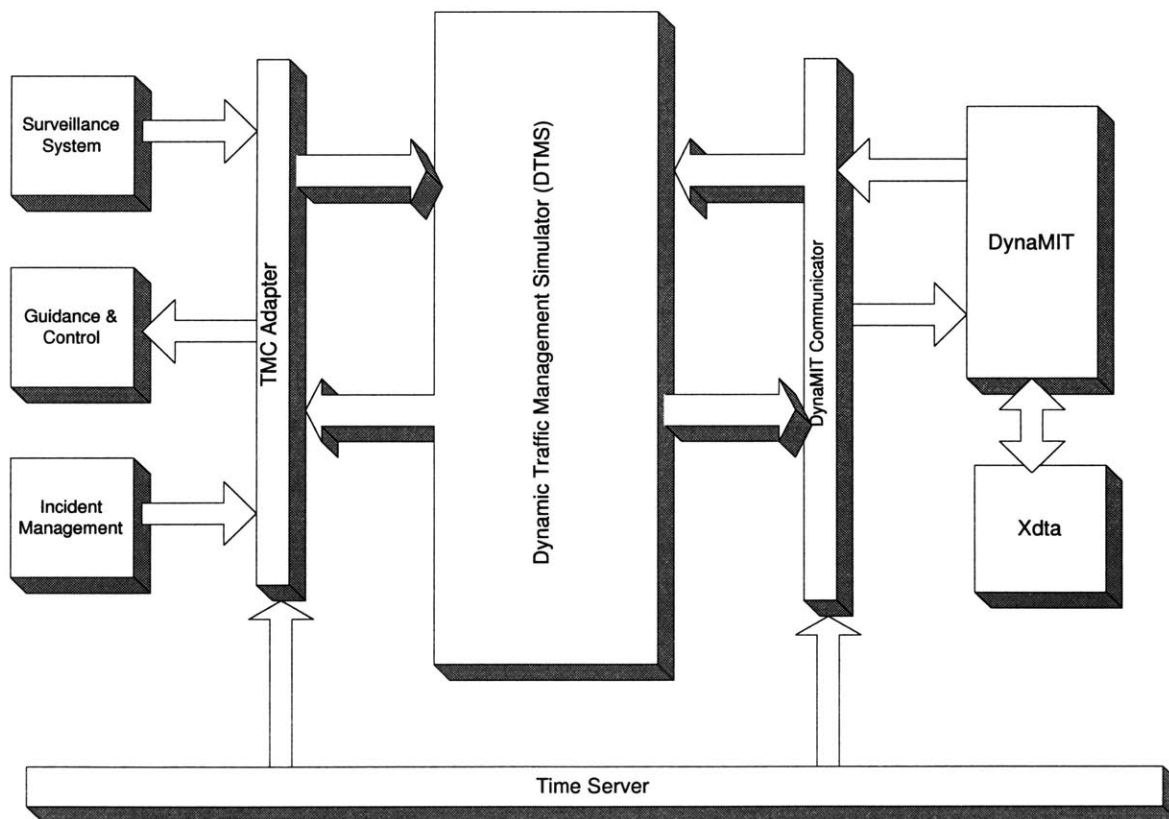 Surveillance
System
Guidance &
Control
Incident
Management
TMC Adapter
Dynamic Traffic Management Simulator (DTMS)
DynaMIT Communicator
DynaMIT
Xdta
Time Server